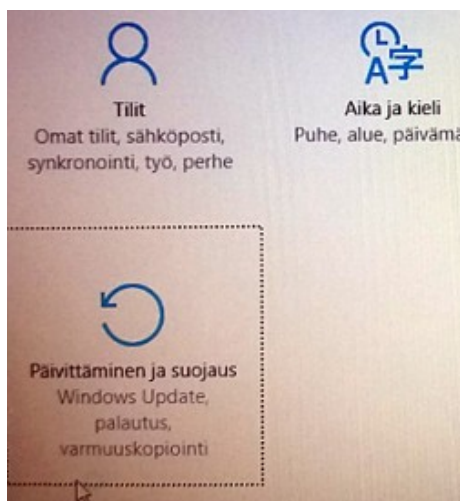 Tilit
Omat tilit, sähköposti,
synkronointi, työ, perhe
Aika ja kieli
Puhe, alue, päivämä
Päivittäminen ja suojaus
Windows Update,
palautus,
varmuuskopiointi